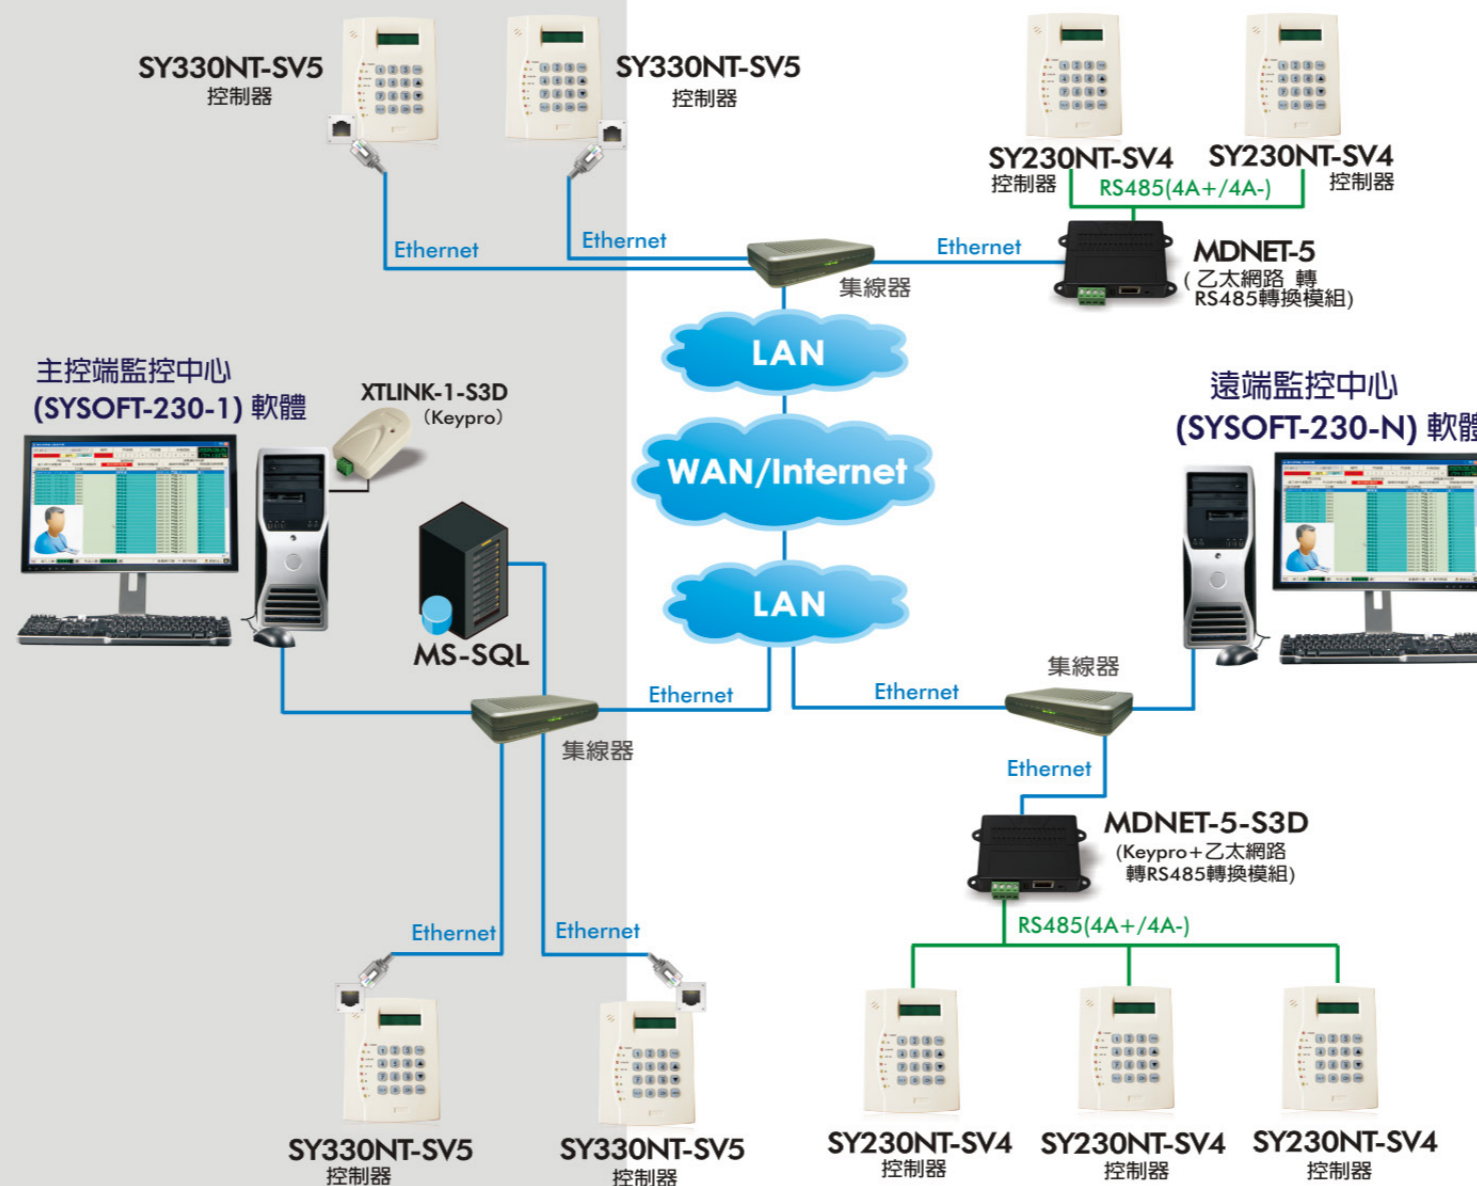 SY330NT-SV5
控制器
SY330NT-SV5
控制器
SY230NT-SV4
控制器
SY230NT-SV4
控制器
RS485(4A+/4A-)
Ethernet
Ethernet
Ethernet
集線器
MDNET-5
(乙太網路 轉
RS485轉換模組)
LAN
主控端監控中心
(SYSOFT-230-1) 軟體
XTLINK-1-S3D
(Keypro)
WAN/Internet
遠端監控中心
(SYSOFT-230-N) 軟體
MS-SQL
LAN
Ethernet
Ethernet
集線器
集線器
Ethernet
MDNET-5-S3D
(Keypro+乙太網路
轉RS485轉換模組)
RS485(4A+/4A-)
Ethernet
Ethernet
SY330NT-SV5
控制器
SY330NT-SV5
控制器
SY230NT-SV4
控制器
SY230NT-SV4
控制器
SY230NT-SV4
控制器